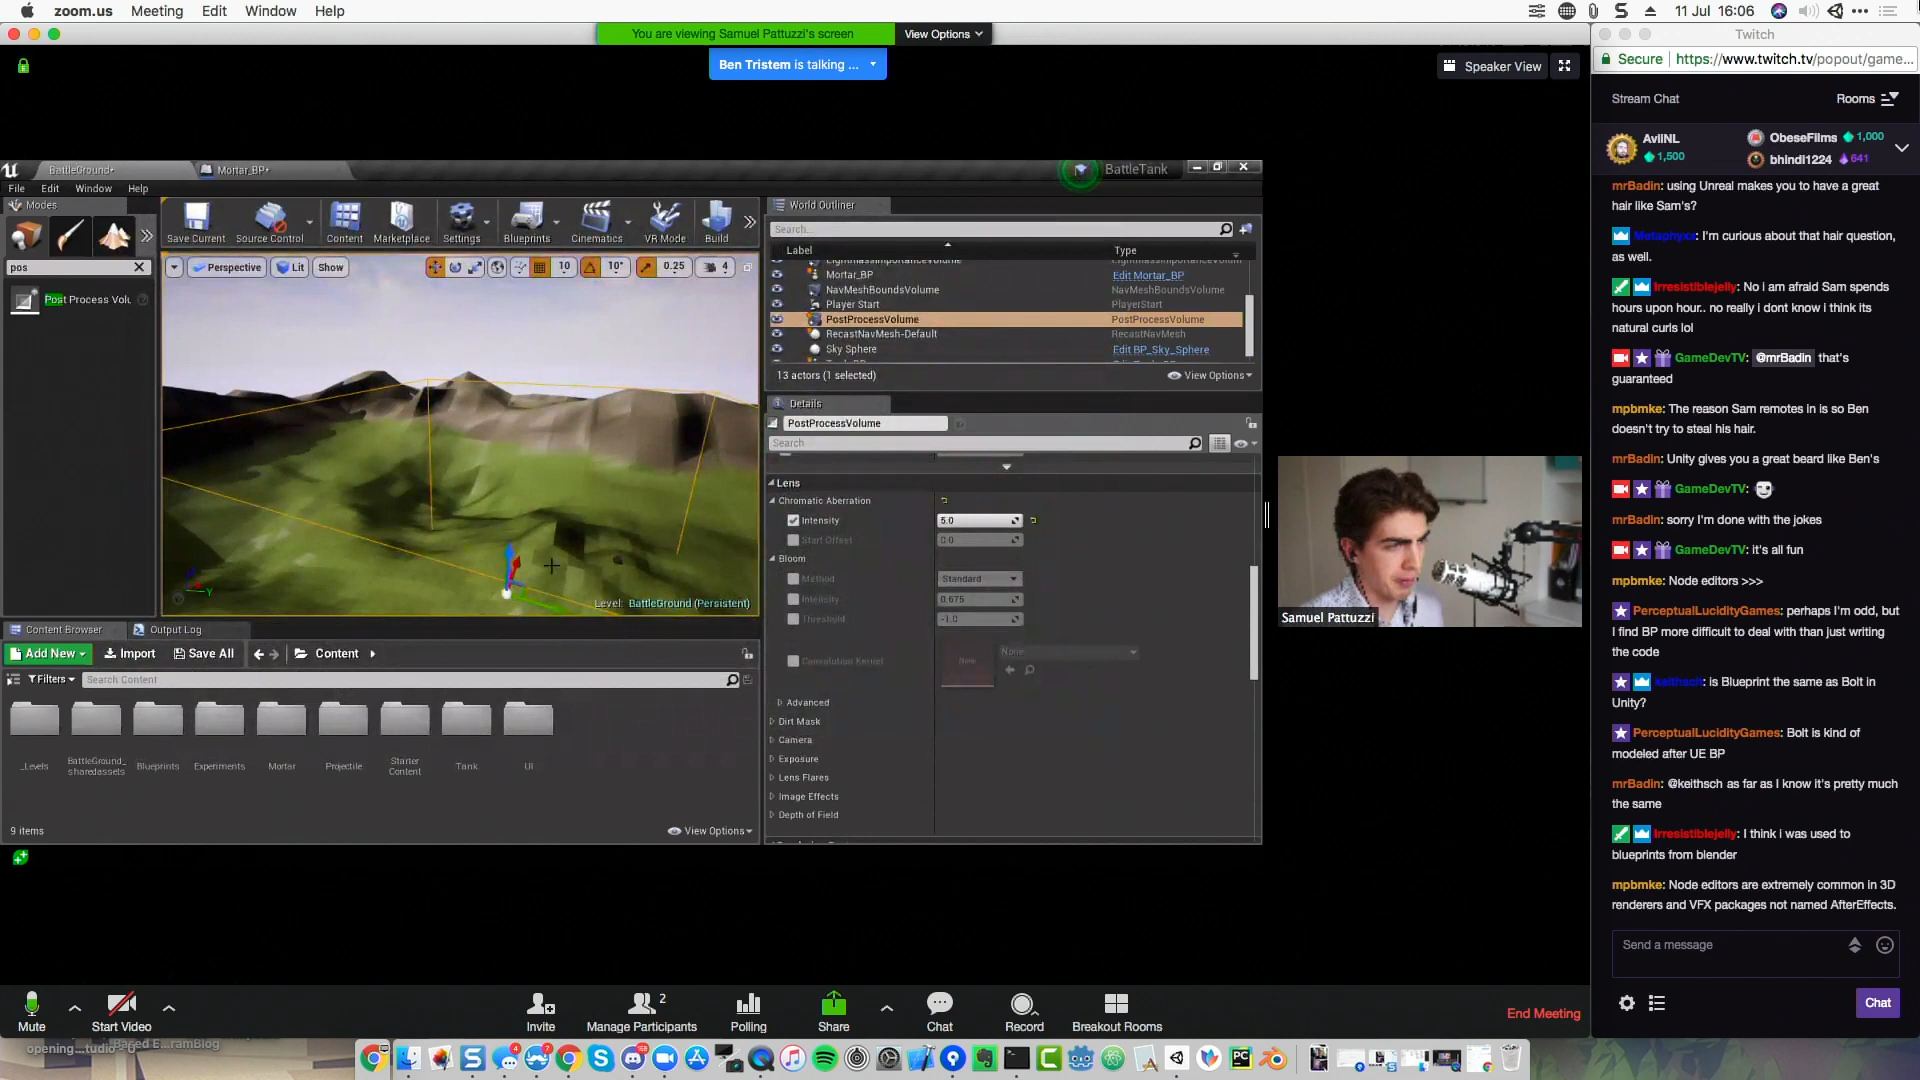 zoom.us Meeting Edit Window Help
11 Jul 16:06
You are viewing Samuel Pattuzzi's screen
View Options
Ben Tristem is talking ...
Speaker View
BattleGround•
Mortar_BP•
BattleTank
File Edit Window Help
Modes
pos
Post Process Volu
Save Current
Source Control
Content
Marketplace
Settings
Blueprints
Cinematics
VR Mode
Build
Perspective
Lit
Show
10
10°
0.25
4
Level: BattleGround (Persistent)
World Outliner
Search...
Label
Type
Mortar_BP
Edit Mortar_BP
NavMeshBoundsVolume
NavMeshBoundsVolume
Player Start
PlayerStart
PostProcessVolume
PostProcessVolume
RecastNavMesh-Default
RecastNavMesh
Sky Sphere
Edit BP_Sky_Sphere
13 actors (1 selected)
View Options
Details
PostProcessVolume
Search
Lens
Chromatic Aberration
Intensity
5.0
Start Offset
0.0
Bloom
Method
Standard
Intensity
0.675
Threshold
-1.0
Convolution Kernel
None
None
Advanced
Dirt Mask
Camera
Exposure
Lens Flares
Image Effects
Depth of Field
Content Browser
Output Log
Add New
Import
Save All
Content
Filters
Search Content
_Levels
BattleGround_
sharedassets
Blueprints
Experiments
Mortar
Projectile
Starter
Content
Tank
UI
9 items
View Options
Samuel Pattuzzi
Mute
Start Video
Invite
2
Manage Participants
Polling
Share
Chat
Record
Breakout Rooms
End Meeting
Twitch
Secure
https://www.twitch.tv/popout/game...
Stream Chat
Rooms
AvilNL
1,500
ObeseFilms 1,000
bhindi1224 641
mrBadin: using Unreal makes you to have a great
hair like Sam's?
: I'm curious about that hair question,
as well.
Irresistiblejelly: No i am afraid Sam spends
hours upon hour.. no really i dont know i think its
natural curls lol
GameDevTV: @mrBadin that's
guaranteed
mpbmke: The reason Sam remotes in is so Ben
doesn't try to steal his hair.
mrBadin: Unity gives you a great beard like Ben's
GameDevTV:
mrBadin: sorry I'm done with the jokes
GameDevTV: it's all fun
mpbmke: Node editors >>>
PerceptualLucidityGames: perhaps I'm odd, but
I find BP more difficult to deal with than just writing
the code
keithsch: is Blueprint the same as Bolt in
Unity?
PerceptualLucidityGames: Bolt is kind of
modeled after UE BP
mrBadin: @keithsch as far as I know it's pretty much
the same
Irresistiblejelly: I think i was used to
blueprints from blender
mpbmke: Node editors are extremely common in 3D
renderers and VFX packages not named AfterEffects.
Send a message
Chat